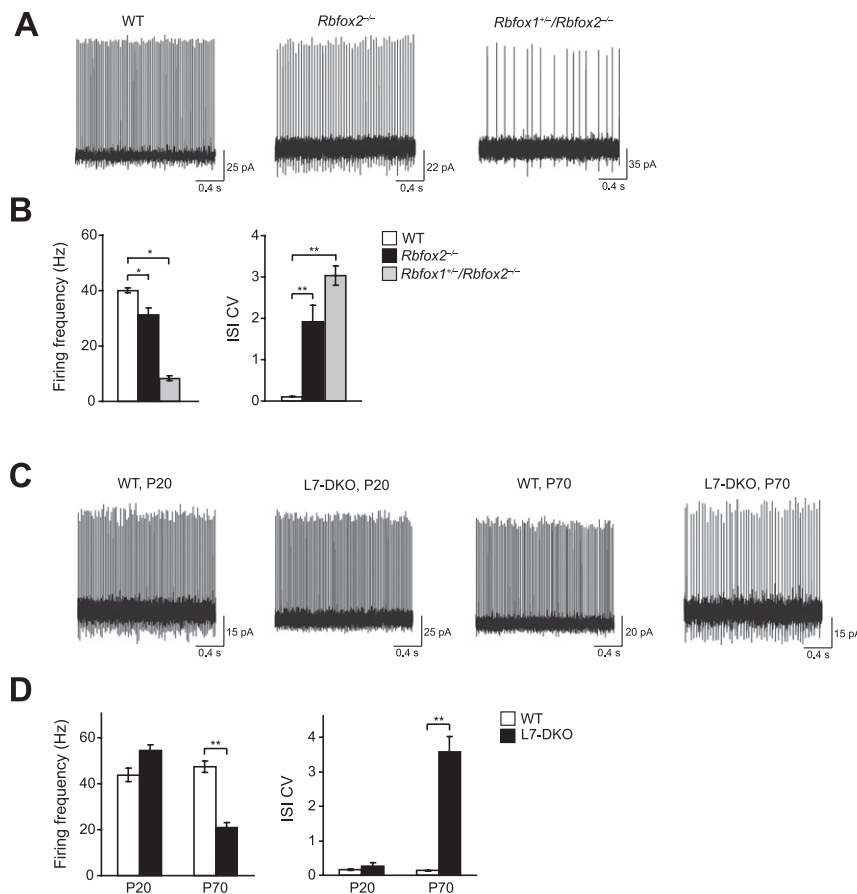 A
WT
Rbfox2–/–
Rbfox1+/–/Rbfox2–/–
25 pA
0.4 s
22 pA
0.4 s
35 pA
0.4 s
B
Firing frequency (Hz)
60
40
20
0
*
*
ISI CV
4
3
2
1
0
**
**
WT
Rbfox2–/–
Rbfox1+/–/Rbfox2–/–
C
WT, P20
L7-DKO, P20
WT, P70
L7-DKO, P70
15 pA
0.4 s
25 pA
0.4 s
20 pA
0.4 s
15 pA
0.4 s
D
Firing frequency (Hz)
60
40
20
0
**
P20
P70
ISI CV
4
3
2
1
0
**
P20
P70
WT
L7-DKO